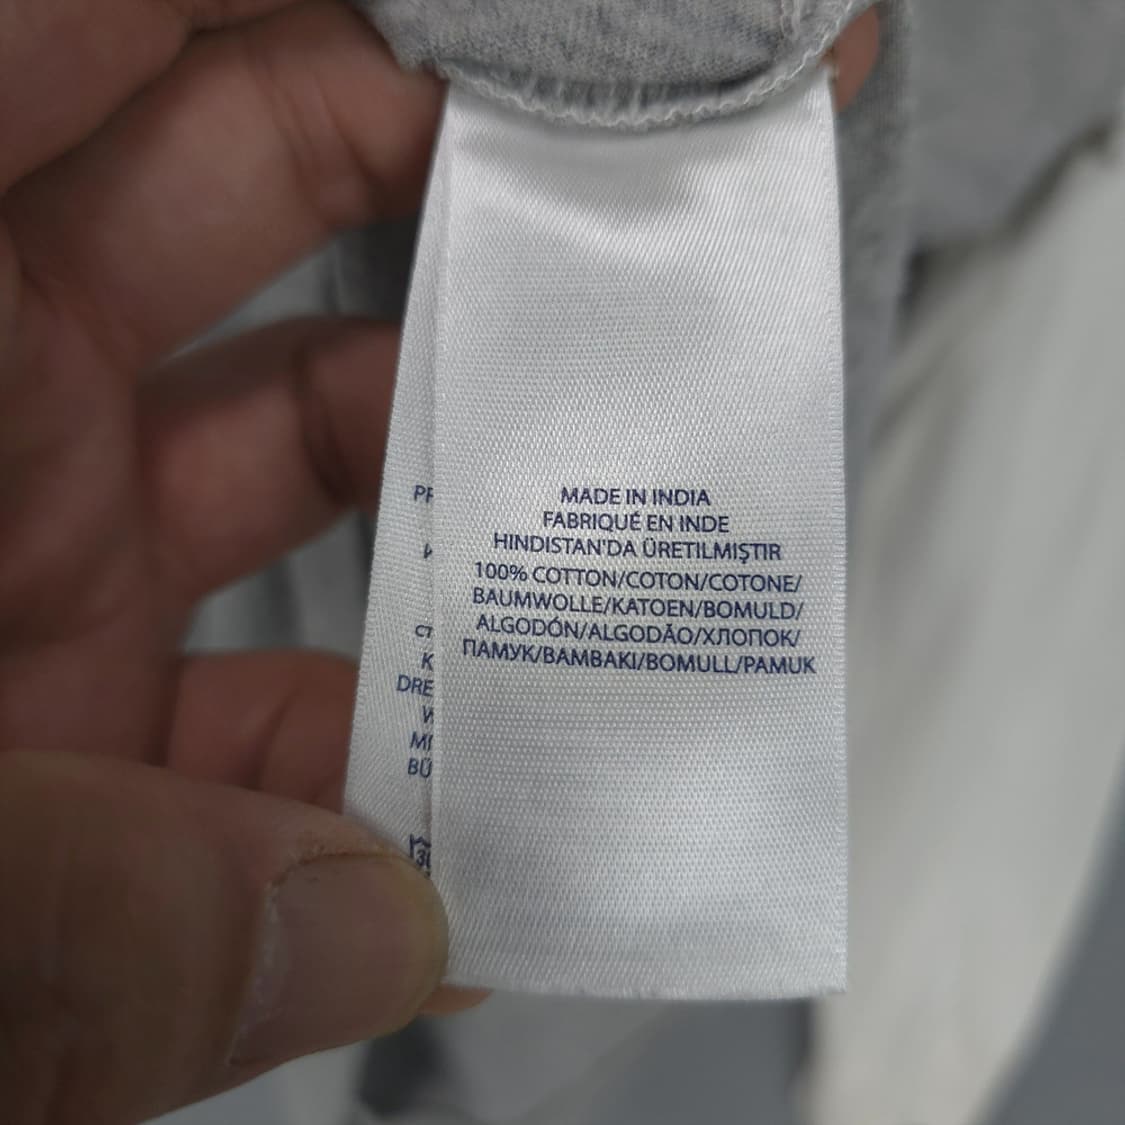 MADE IN INDIA
FABRIQUÉ EN INDE
HINDISTAN'DA ÜRETILMIŞTIR
100% COTTON/COTON/COTONE/
BAUMWOLLE/KATOEN/BOMULD/
ALGODÓN/ALGODÃO/ХЛОПОК/
ПАМУК/BAMBAKI/BOMULL/PAMUK